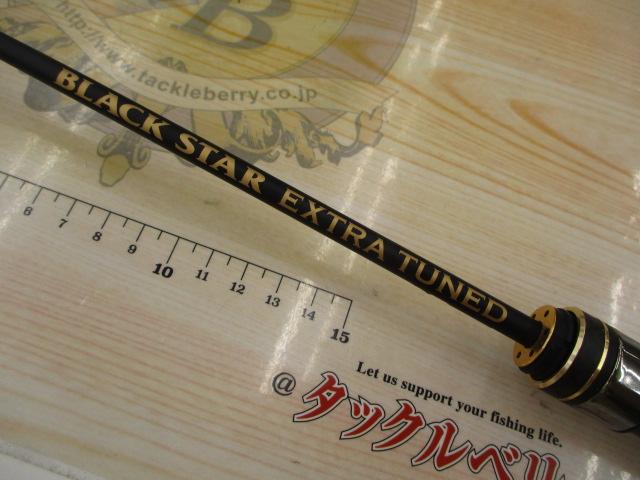 B
http://www.tackleberry.co.jp
BLACK STAR EXTRA TUNED
6 7 8 9 10 11 12 13 14 15
Let us support your fishing life.
@タックルベリ